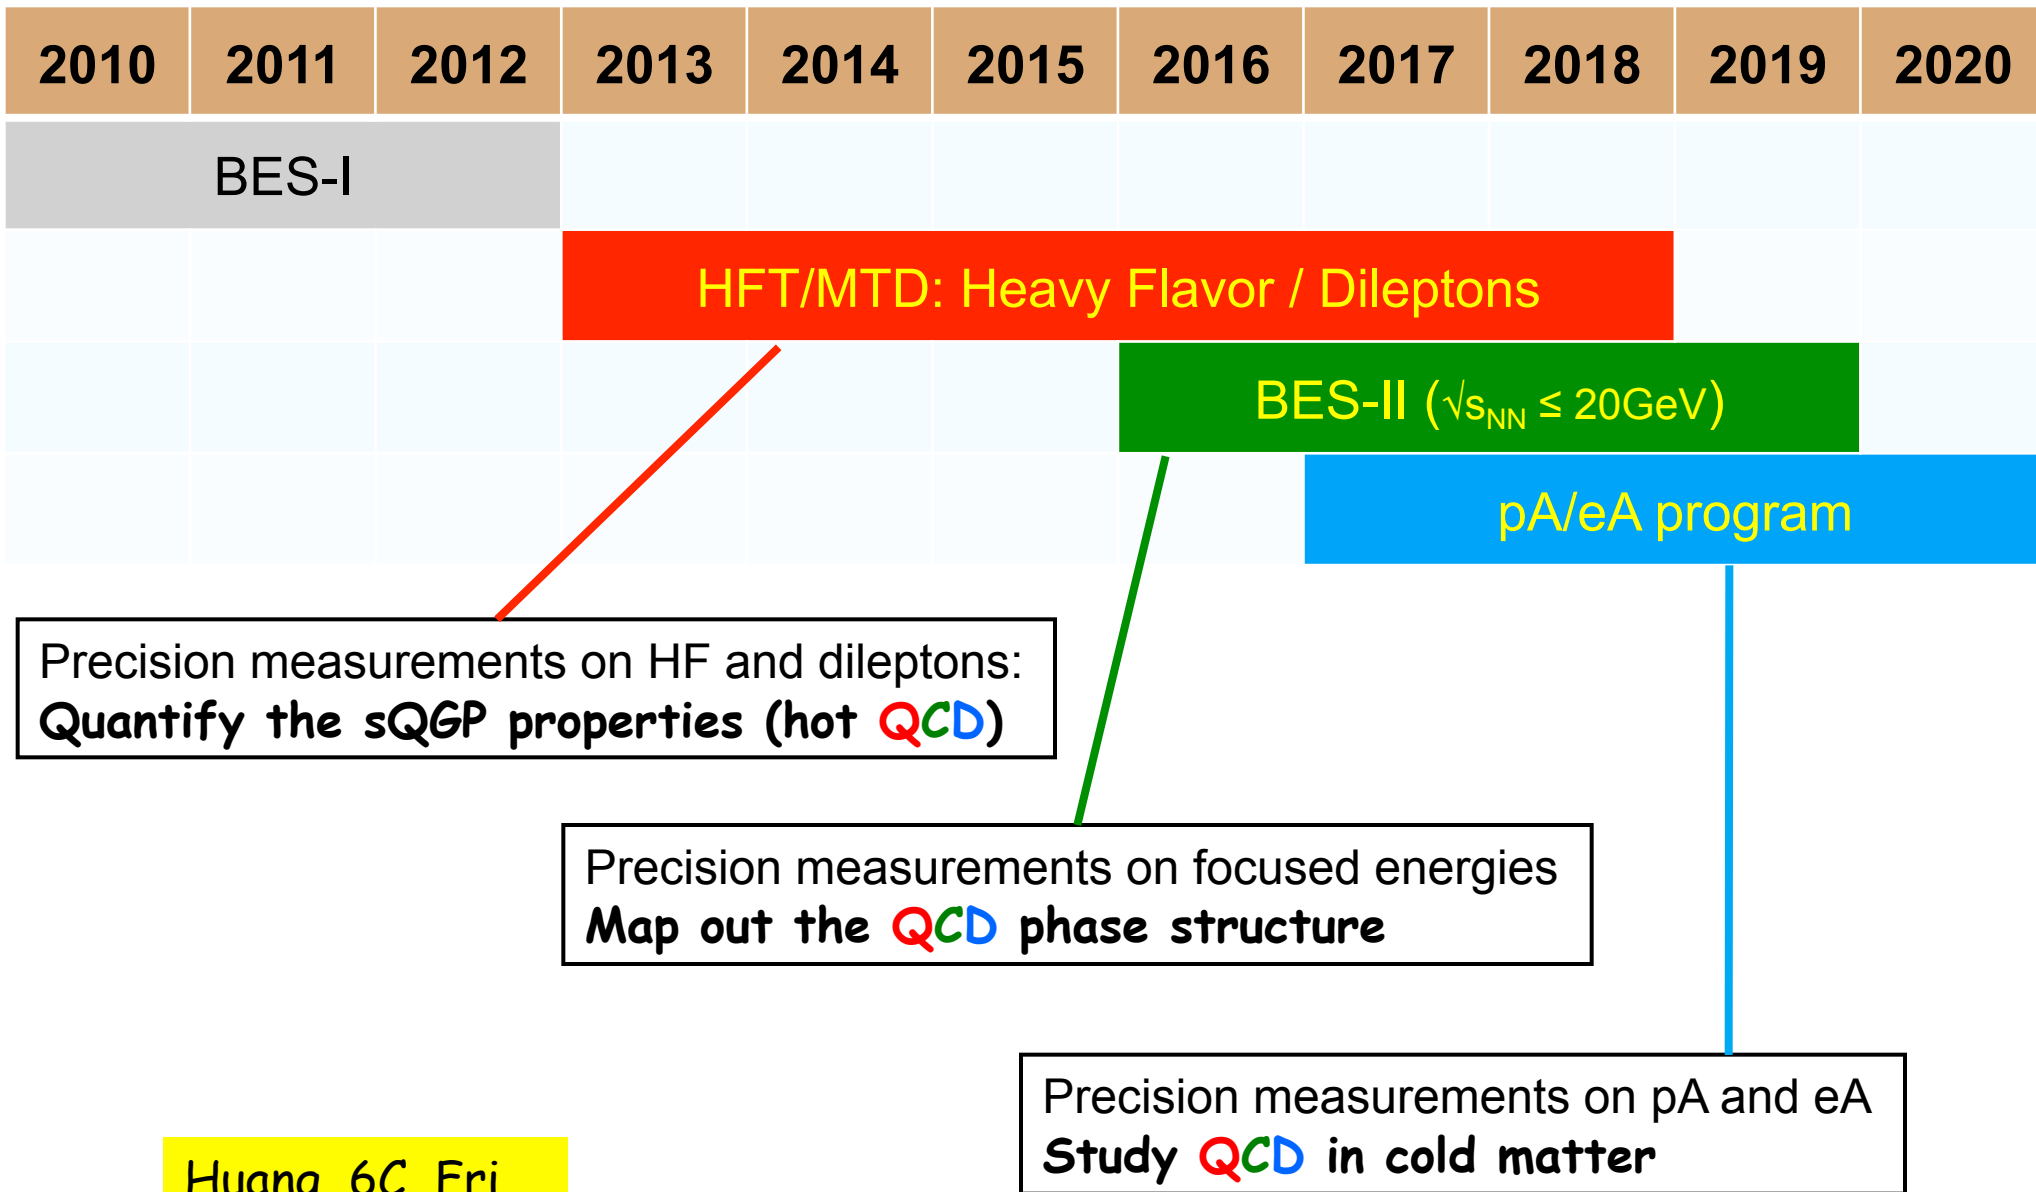 2010 2011 2012 2013 2014 2015 2016 2017 2018 2019 2020
BES-I
HFT/MTD: Heavy Flavor / Dileptons
BES-II (√sNN ≤ 20GeV)
pA/eA program
Precision measurements on HF and dileptons:
Quantify the sQGP properties (hot QCD)
Precision measurements on focused energies
Map out the QCD phase structure
Precision measurements on pA and eA
Study QCD in cold matter
Huang 6C Fri